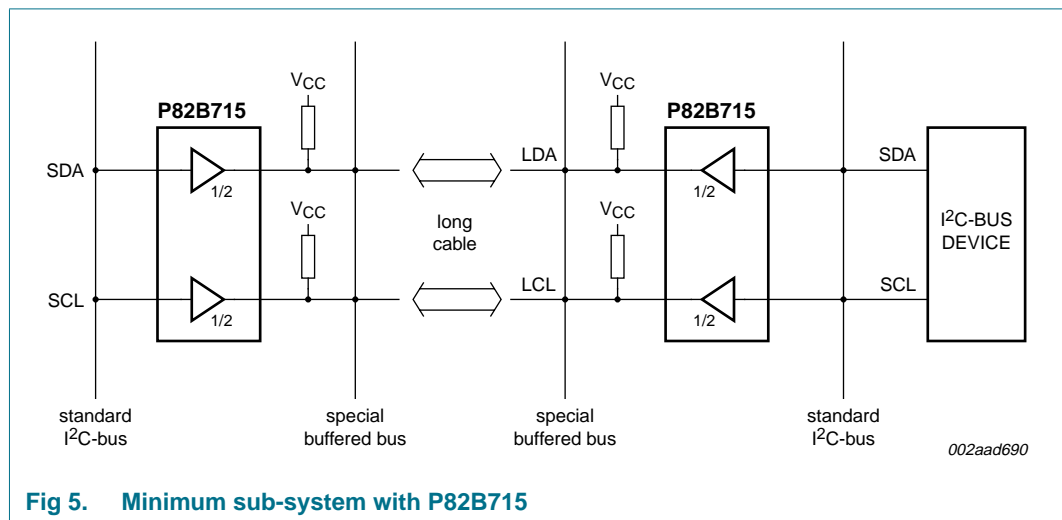 VCC
VCC
P82B715
P82B715
SDA
LDA
SDA
1/2
1/2
VCC
VCC
long
cable
I2C-BUS
DEVICE
SCL
LCL
SCL
1/2
1/2
standard
I2C-bus
special
buffered bus
special
buffered bus
standard
I2C-bus
002aad690
Fig 5. Minimum sub-system with P82B715